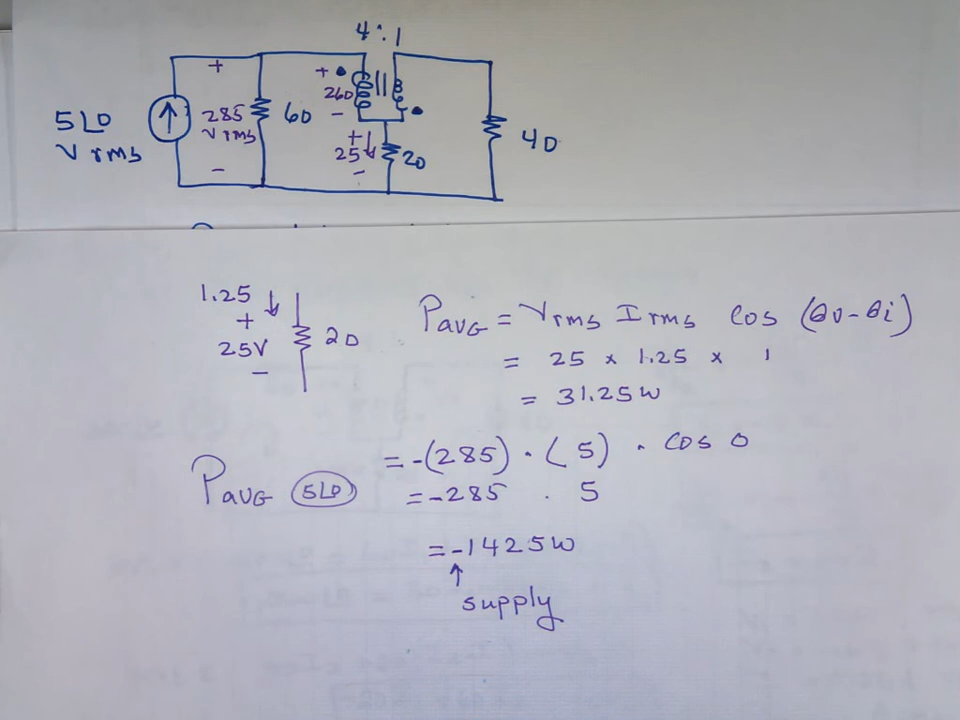 4:1
+
+
5∠0
V rms
285
V rms
60
260
-
+
25
-
20
40
-
1.25
+
25V
-
20
PAVG = Vrms Irms cos (θv-θi)
= 25 x 1.25 x 1
= 31.25W
PAVG (5∠0) = -(285) · (5) · cos 0
= -285 · 5
= -1425W
↑
supply